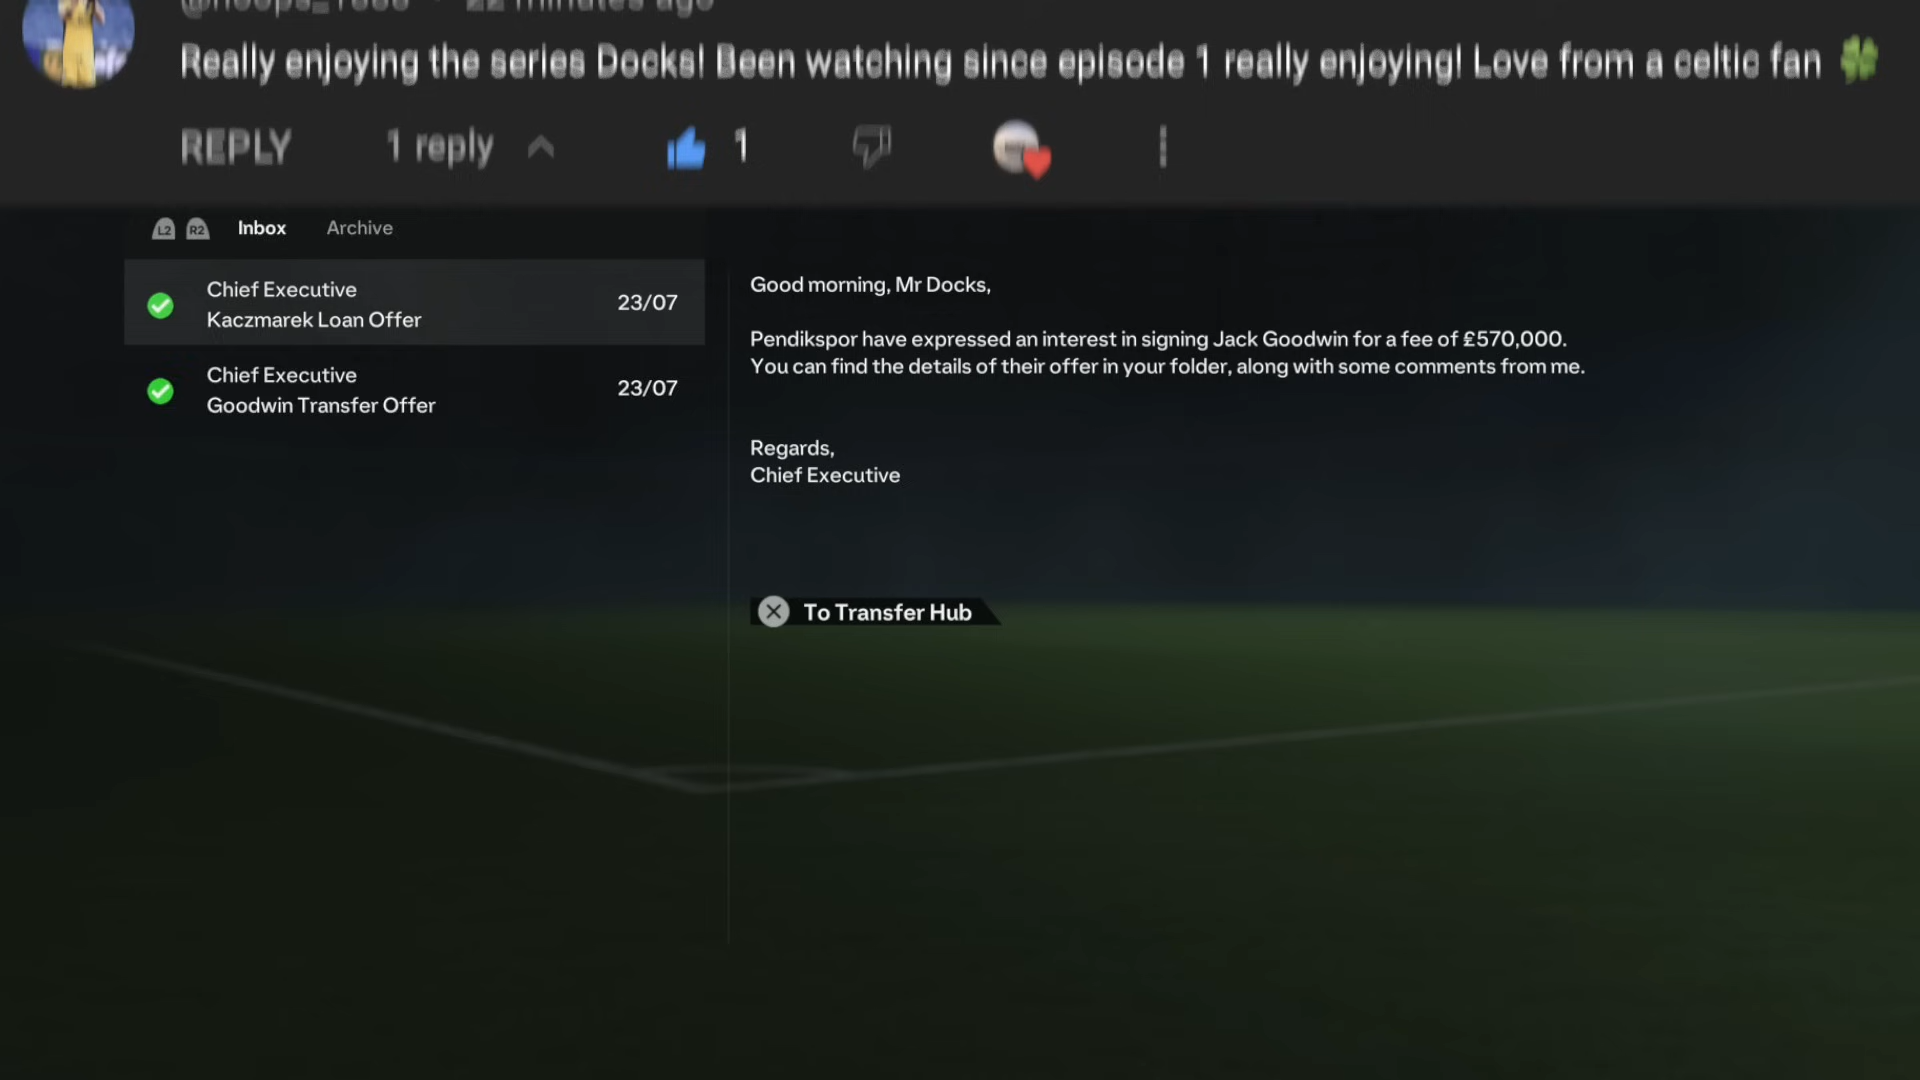 Really enjoying the series Docks! Been watching since episode 1 really enjoying! Love from a celtic fan 🍀
REPLY 1 reply 1
L2 R2 Inbox Archive
Chief Executive
Kaczmarek Loan Offer
23/07
Chief Executive
Goodwin Transfer Offer
23/07
Good morning, Mr Docks,
Pendikspor have expressed an interest in signing Jack Goodwin for a fee of £570,000.
You can find the details of their offer in your folder, along with some comments from me.
Regards,
Chief Executive
To Transfer Hub